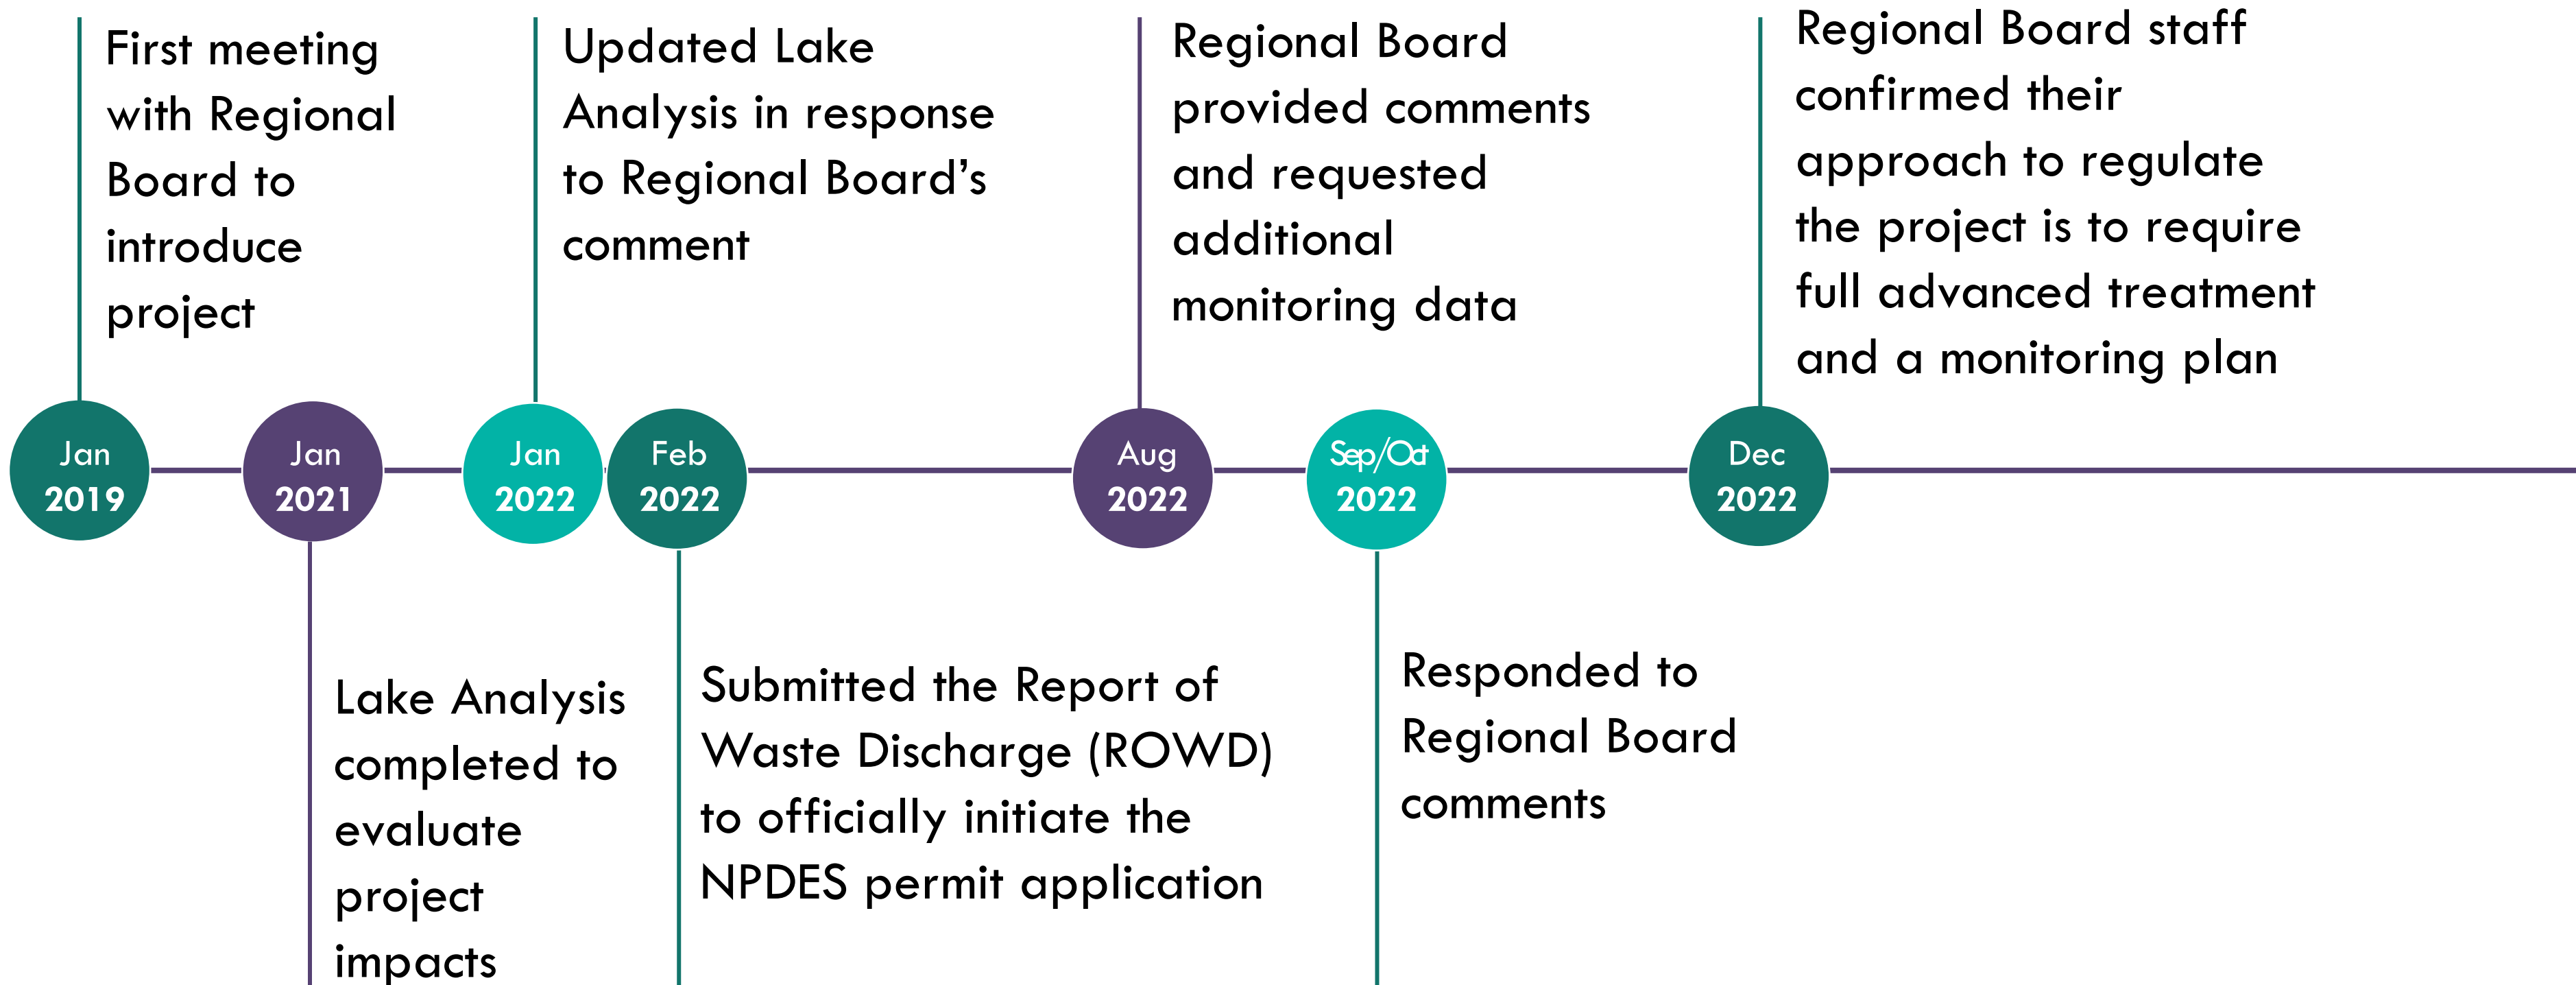 First meeting
with Regional
Board to
introduce
project
Updated Lake
Analysis in response
to Regional Board’s
comment
Regional Board
provided comments
and requested
additional
monitoring data
Regional Board staff
confirmed their
approach to regulate
the project is to require
full advanced treatment
and a monitoring plan
Jan
2019
Jan
2021
Jan
2022
Feb
2022
Aug
2022
Sep/Oct
2022
Dec
2022
Lake Analysis
completed to
evaluate
project
impacts
Submitted the Report of
Waste Discharge (ROWD)
to officially initiate the
NPDES permit application
Responded to
Regional Board
comments